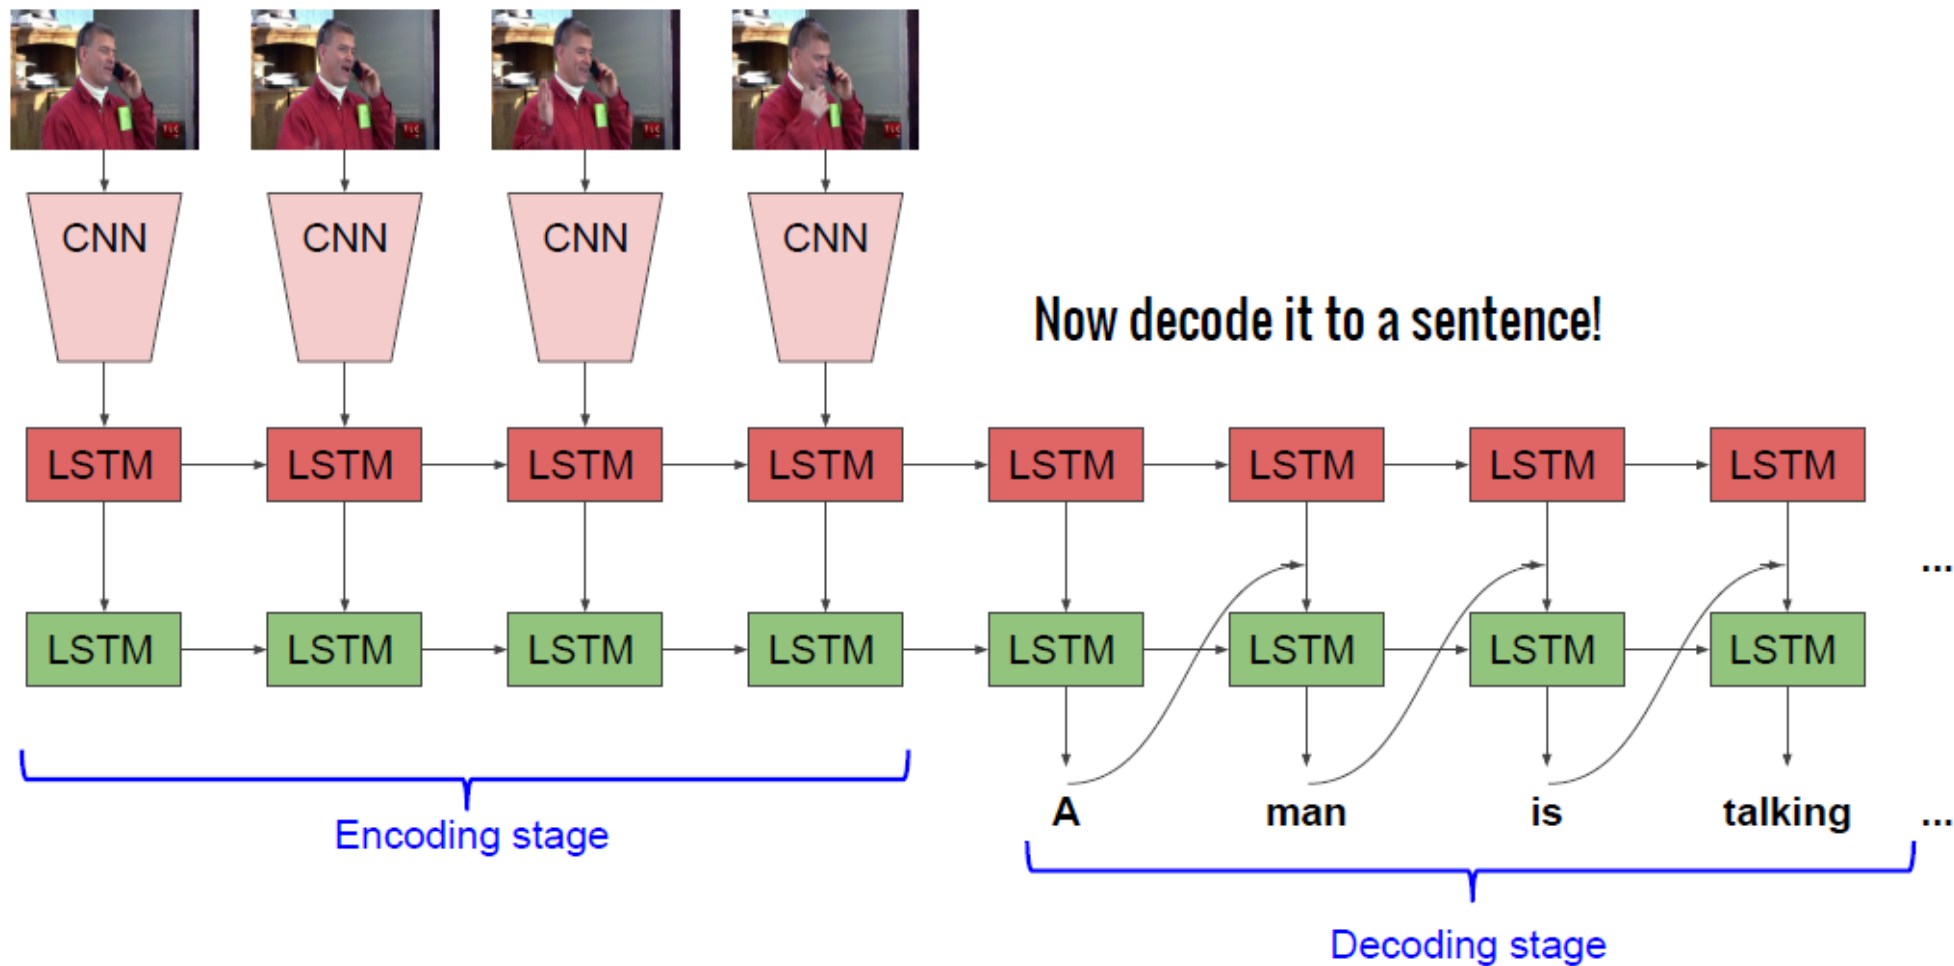 CNN CNN CNN CNN
Now decode it to a sentence!
LSTM LSTM LSTM LSTM LSTM LSTM LSTM LSTM
...
LSTM LSTM LSTM LSTM LSTM LSTM LSTM LSTM
A man is talking ...
Encoding stage
Decoding stage